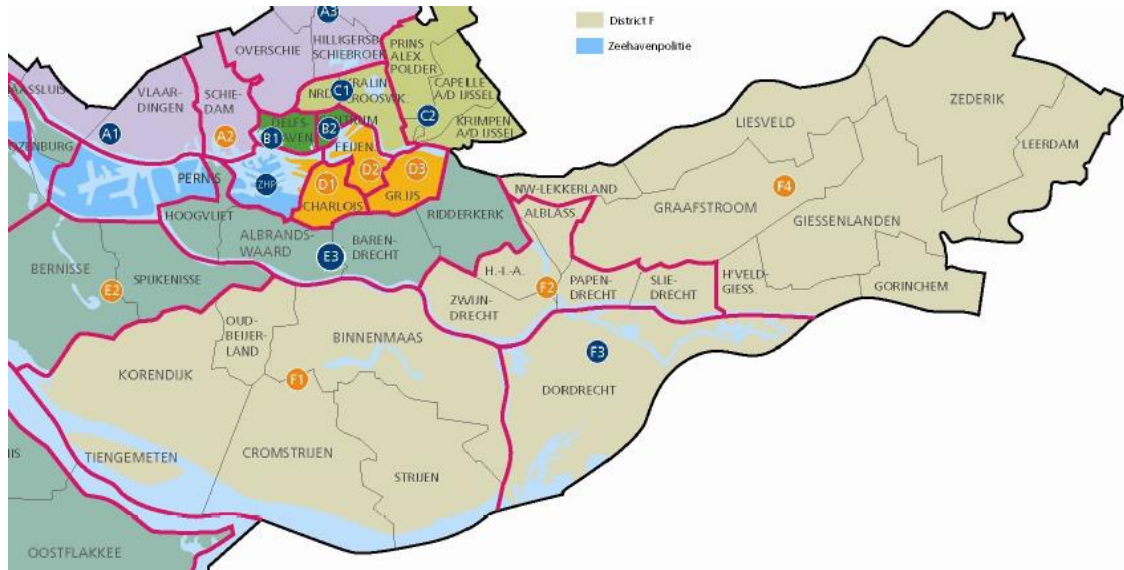 A3
District F
Zeehavenpolitie
OVERSCHIE
HILLIGERSB
SCHIEBROEK
PRINS
ALEX.
POLDER
VLAAR-
DINGEN
SCHIE-
DAM
C1
CAPELLE
A/D IJSSEL
KRIMPEN
A/D IJSSEL
C2
A1
A2
B1
B2
FEIJEN
PERNIS
ZHP
D1
D2
D3
CHARLOIS
GR.IJS
HOOGVLIET
ALBRANDS-
WAARD
E3
BAREN-
DRECHT
RIDDERKERK
ZEDERIK
LIESVELD
LEERDAM
NW-LEKKERLAND
GRAAFSTROOM
F4
GIESSENLANDEN
ALBLASS
H.-I.-A.
F2
PAPEN-
DRECHT
SLIE-
DRECHT
H'VELD-
GIESS.
GORINCHEM
ZWIJN-
DRECHT
BERNISSE
E2
SPIJKENISSE
OUD-
BEIJER-
LAND
BINNENMAAS
F3
KORENDIJK
F1
DORDRECHT
TIENGEMETEN
CROMSTRIJEN
STRIJEN
OOSTFLAKKEE